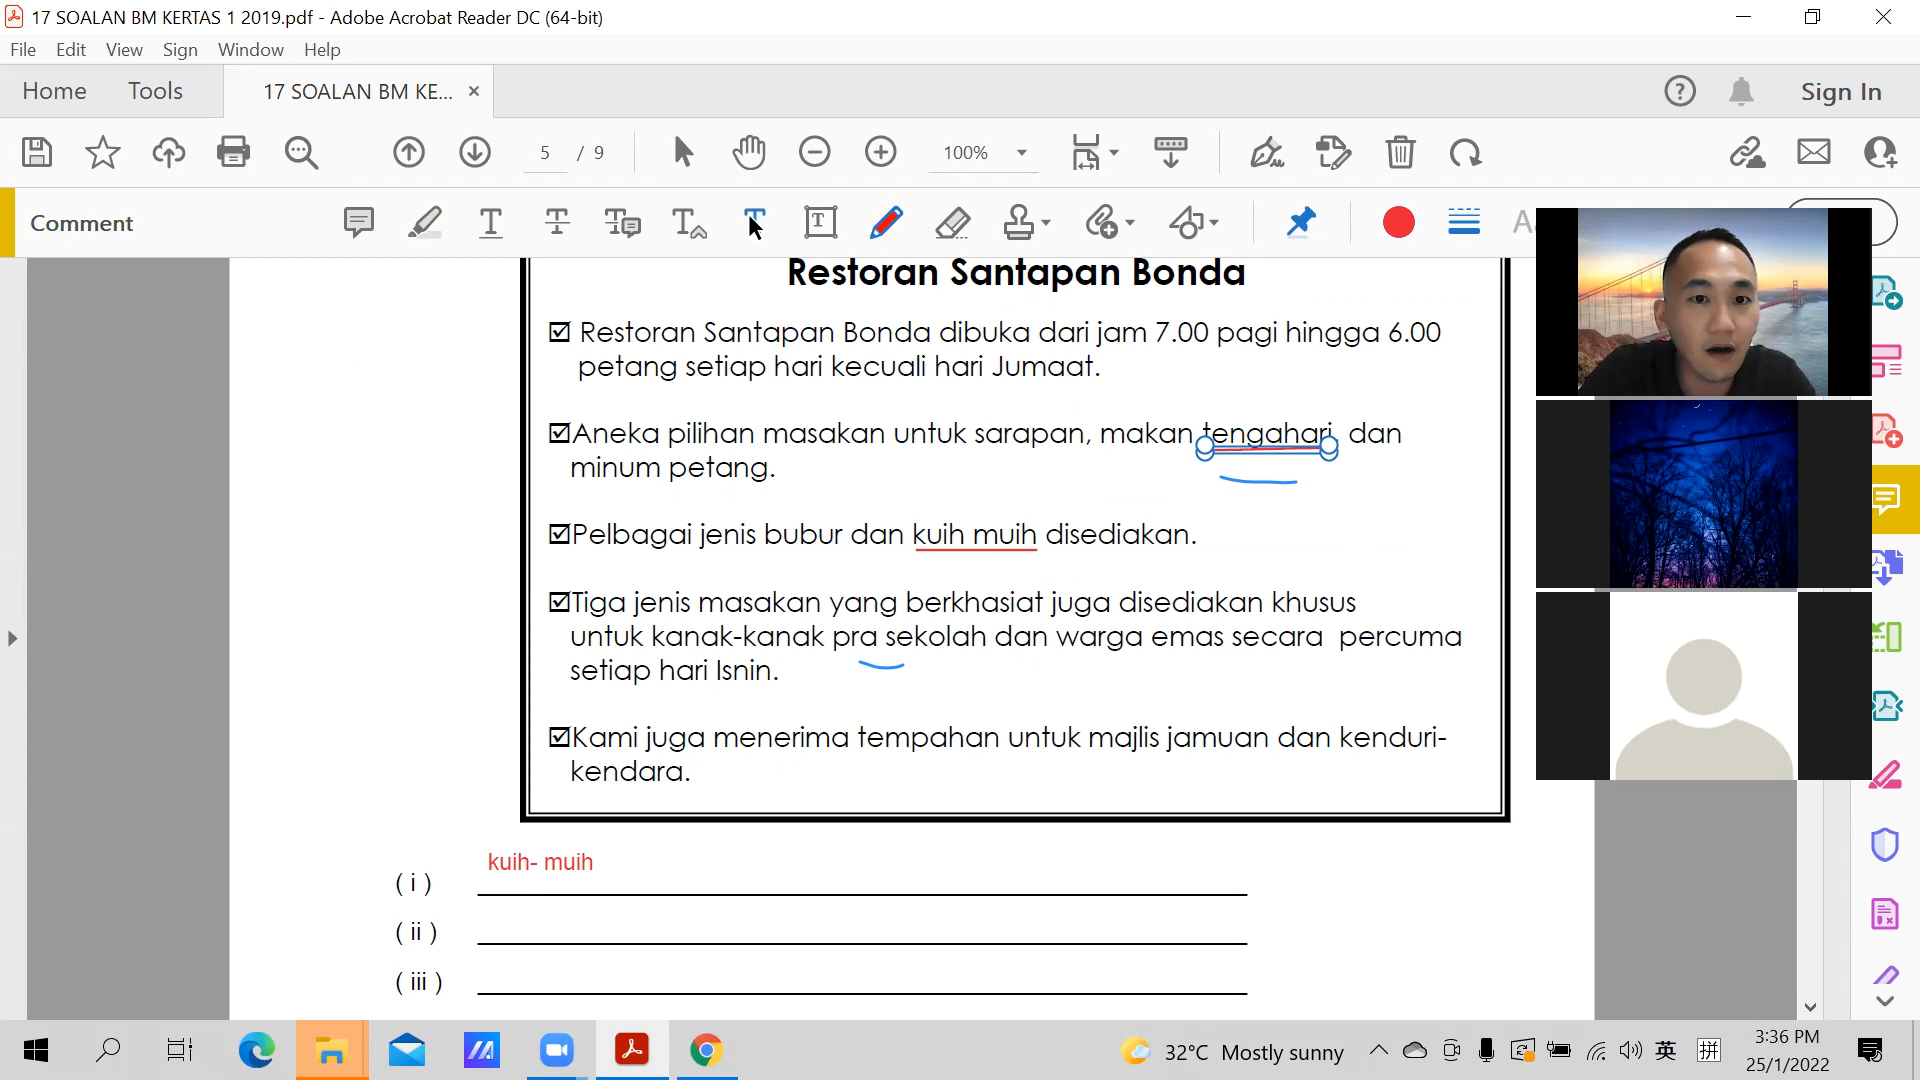 17 SOALAN BM KERTAS 1 2019.pdf - Adobe Acrobat Reader DC (64-bit)
File Edit View Sign Window Help
Home Tools 17 SOALAN BM KE... × Sign In
5 / 9 100%
Comment
Restoran Santapan Bonda
Restoran Santapan Bonda dibuka dari jam 7.00 pagi hingga 6.00
petang setiap hari kecuali hari Jumaat.
Aneka pilihan masakan untuk sarapan, makan tengahari, dan
minum petang.
Pelbagai jenis bubur dan kuih muih disediakan.
Tiga jenis masakan yang berkhasiat juga disediakan khusus
untuk kanak-kanak pra sekolah dan warga emas secara percuma
setiap hari Isnin.
Kami juga menerima tempahan untuk majlis jamuan dan kenduri-
kendara.
kuih- muih
( i )
( ii )
( iii )
32°C Mostly sunny 英 拼 3:36 PM
25/1/2022